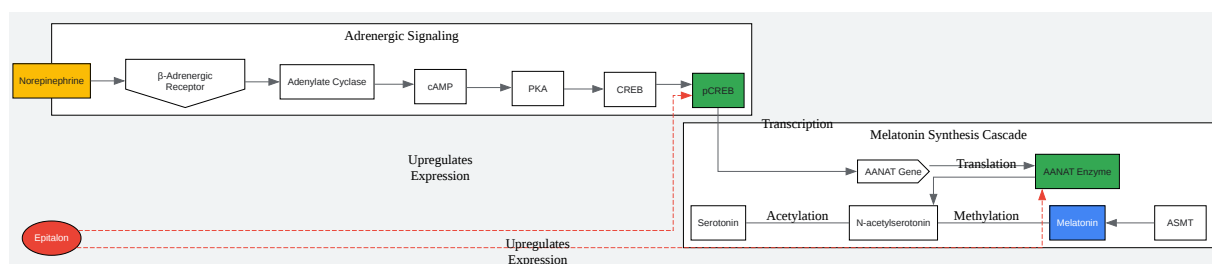 Adrenergic Signaling
Norepinephrine
β-Adrenergic
Receptor
Adenylate Cyclase
cAMP
PKA
CREB
pCREB
Transcription
Melatonin Synthesis Cascade
Upregulates
Expression
AANAT Gene
Translation
AANAT Enzyme
Serotonin
Acetylation
N-acetylserotonin
Methylation
Melatonin
ASMT
Epitalon
Upregulates
Expression